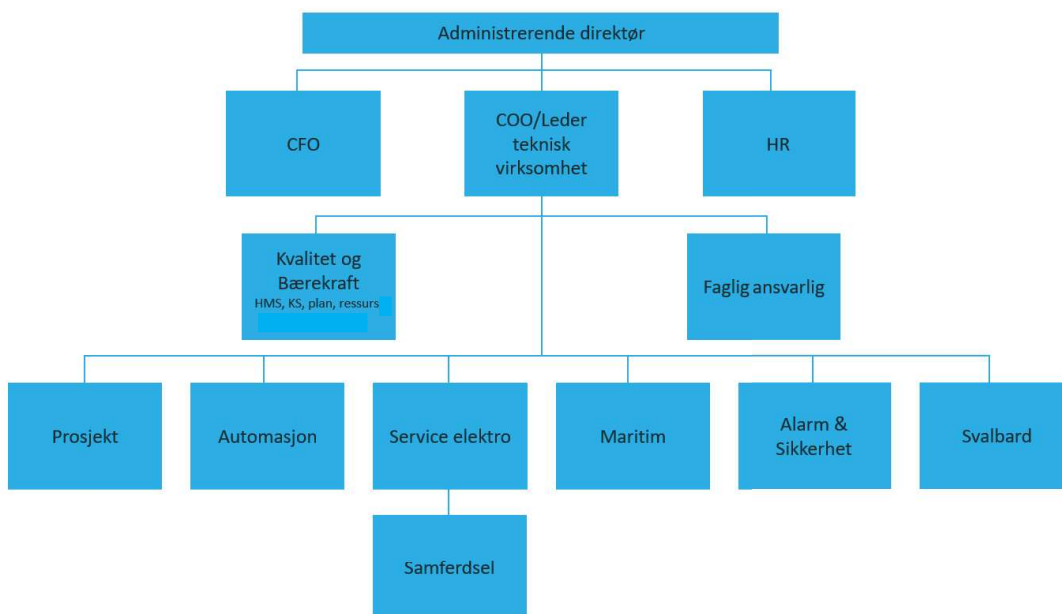 Administrerende direktør
CFO
COO/Leder
teknisk
virksomhet
HR
Kvalitet og
Bærekraft
HMS, KS, plan, ressurs
Faglig ansvarlig
Prosjekt
Automasjon
Service elektro
Maritim
Alarm &
Sikkerhet
Svalbard
Samferdsel